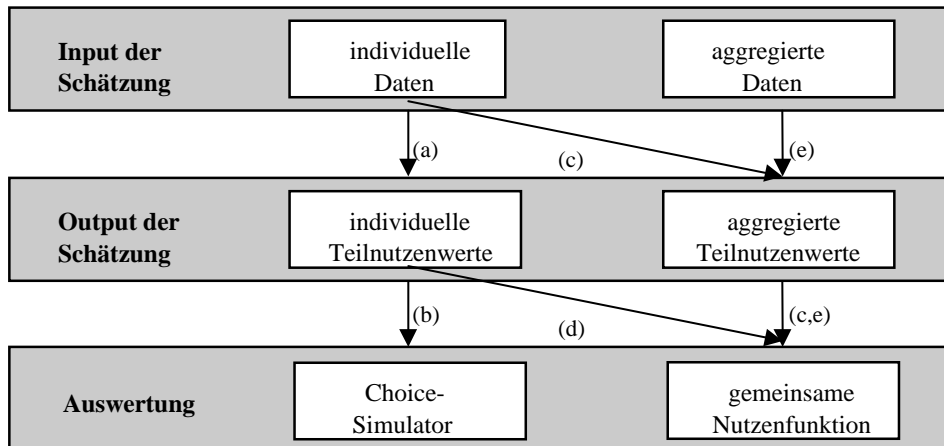 Input der
Schätzung
individuelle
Daten
aggregierte
Daten
(a)
(c)
(e)
Output der
Schätzung
individuelle
Teilnutzenwerte
aggregierte
Teilnutzenwerte
(b)
(d)
(c,e)
Auswertung
Choice-
Simulator
gemeinsame
Nutzenfunktion